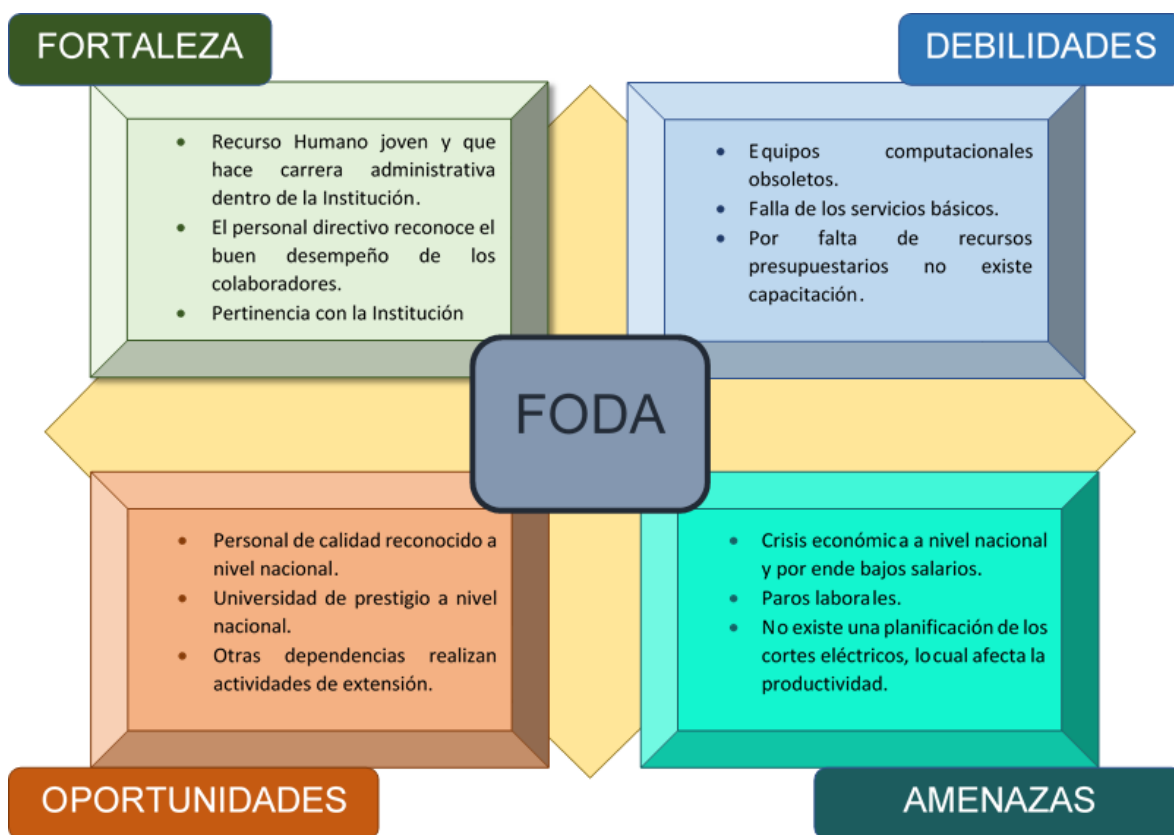 FORTALEZA
• Recurso Humano joven y que
hace carrera administrativa
dentro de la Institución.
• El personal directivo reconoce el
buen desempeño de los
colaboradores.
• Pertinencia con la Institución
DEBILIDADES
• Equipos computacionales
obsoletos.
• Falla de los servicios básicos.
• Por falta de recursos
presupuestarios no existe
capacitación.
FODA
• Personal de calidad reconocido a
nivel nacional.
• Universidad de prestigio a nivel
nacional.
• Otras dependencias realizan
actividades de extensión.
OPORTUNIDADES
• Crisis económica a nivel nacional
y por ende bajos salarios.
• Paros laborales.
• No existe una planificación de los
cortes eléctricos, lo cual afecta la
productividad.
AMENAZAS